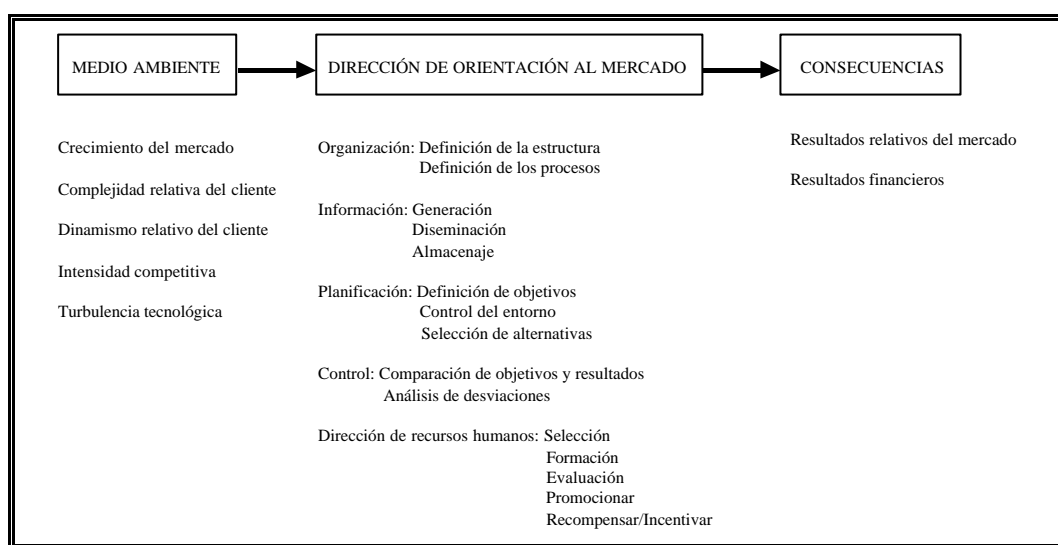 MEDIO AMBIENTE
DIRECCIÓN DE ORIENTACIÓN AL MERCADO
CONSECUENCIAS
Crecimiento del mercado
Complejidad relativa del cliente
Dinamismo relativo del cliente
Intensidad competitiva
Turbulencia tecnológica
Organización: Definición de la estructura
Definición de los procesos
Información: Generación
Diseminación
Almacenaje
Planificación: Definición de objetivos
Control del entorno
Selección de alternativas
Control: Comparación de objetivos y resultados
Análisis de desviaciones
Dirección de recursos humanos: Selección
Formación
Evaluación
Promocionar
Recompensar/Incentivar
Resultados relativos del mercado
Resultados financieros